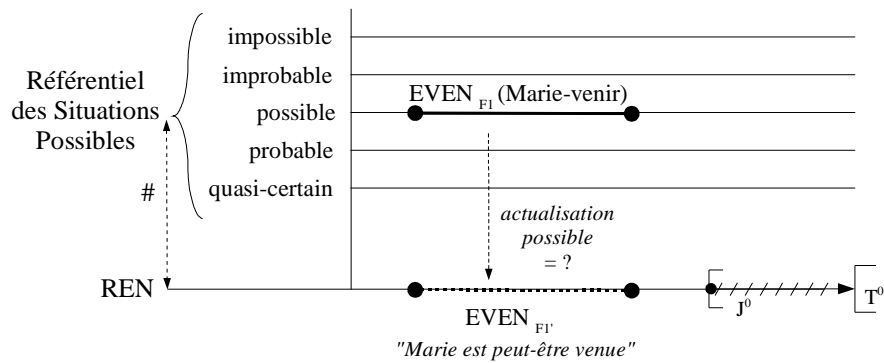 impossible
improbable
Référentiel
des Situations
Possibles
EVEN F1 (Marie-venir)
possible
probable
quasi-certain
#
actualisation
possible
= ?
REN
J0
T0
EVEN F1'
"Marie est peut-être venue"